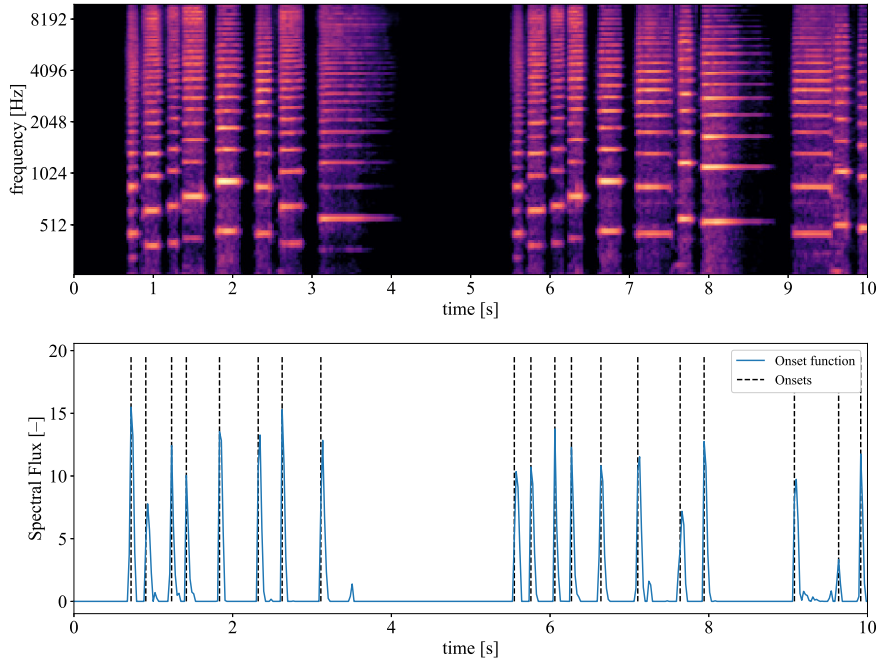 8192
4096
2048
1024
512
frequency [Hz]
0 1 2 3 4 5 6 7 8 9 10
time [s]
20
15
10
5
0
Spectral Flux [–]
Onset function
Onsets
0 2 4 6 8 10
time [s]